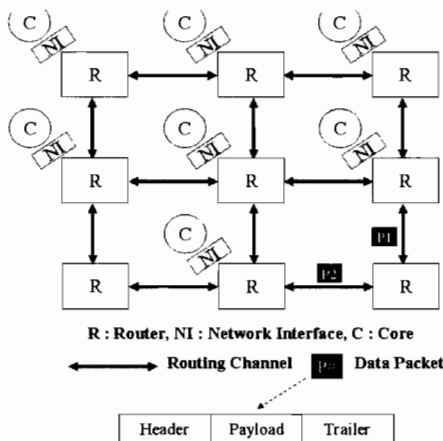 C C C
NI NI NI
R R R
C C C
NI NI NI
R R R
P1
C
NI
P2
R R R
R : Router, NI : Network Interface, C : Core
Routing Channel P# Data Packet
Header Payload Trailer